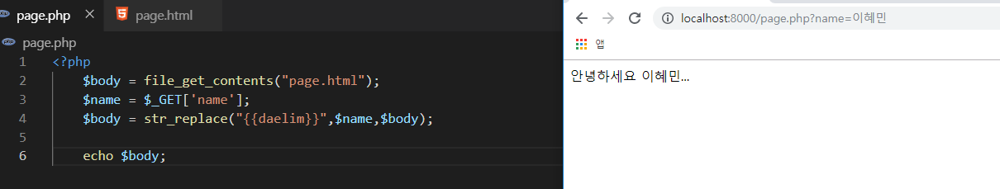 page.php
page.html
page.php
1 <?php
2 $body = file_get_contents("page.html");
3 $name = $_GET['name'];
4 $body = str_replace("{{daelim}}",$name,$body);
5
6 echo $body;
localhost:8000/page.php?name=이혜민
앱
안녕하세요 이혜민...